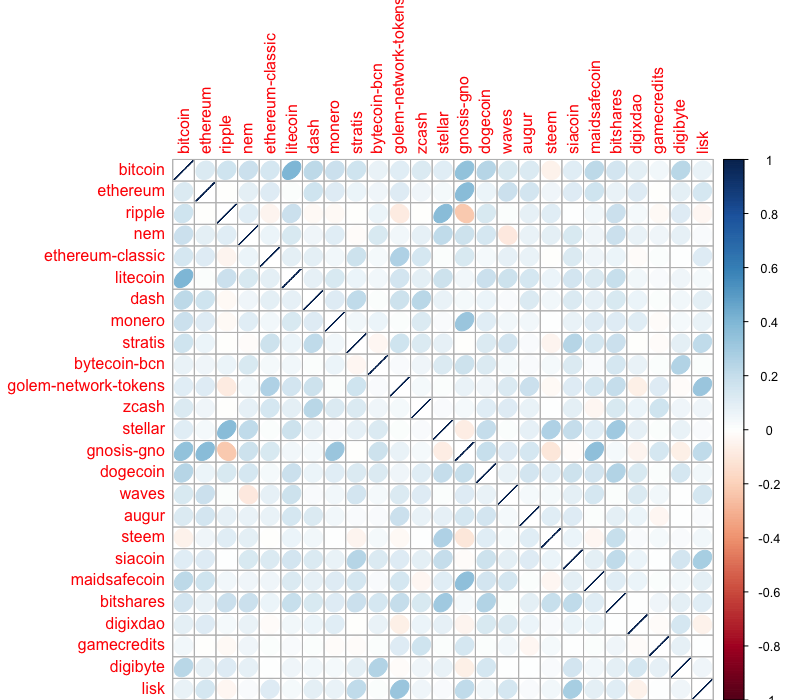 bitcoin
ethereum
ripple
nem
ethereum-classic
litecoin
dash
monero
stratis
bytecoin-bcn
golem-network-tokens
zcash
stellar
gnosis-gno
dogecoin
waves
augur
steem
siacoin
maidsafecoin
bitshares
digixdao
gamecredits
digibyte
lisk
bitcoin
ethereum
ripple
nem
ethereum-classic
litecoin
dash
monero
stratis
bytecoin-bcn
golem-network-tokens
zcash
stellar
gnosis-gno
dogecoin
waves
augur
steem
siacoin
maidsafecoin
bitshares
digixdao
gamecredits
digibyte
lisk
1
0.8
0.6
0.4
0.2
0
-0.2
-0.4
-0.6
-0.8
-1